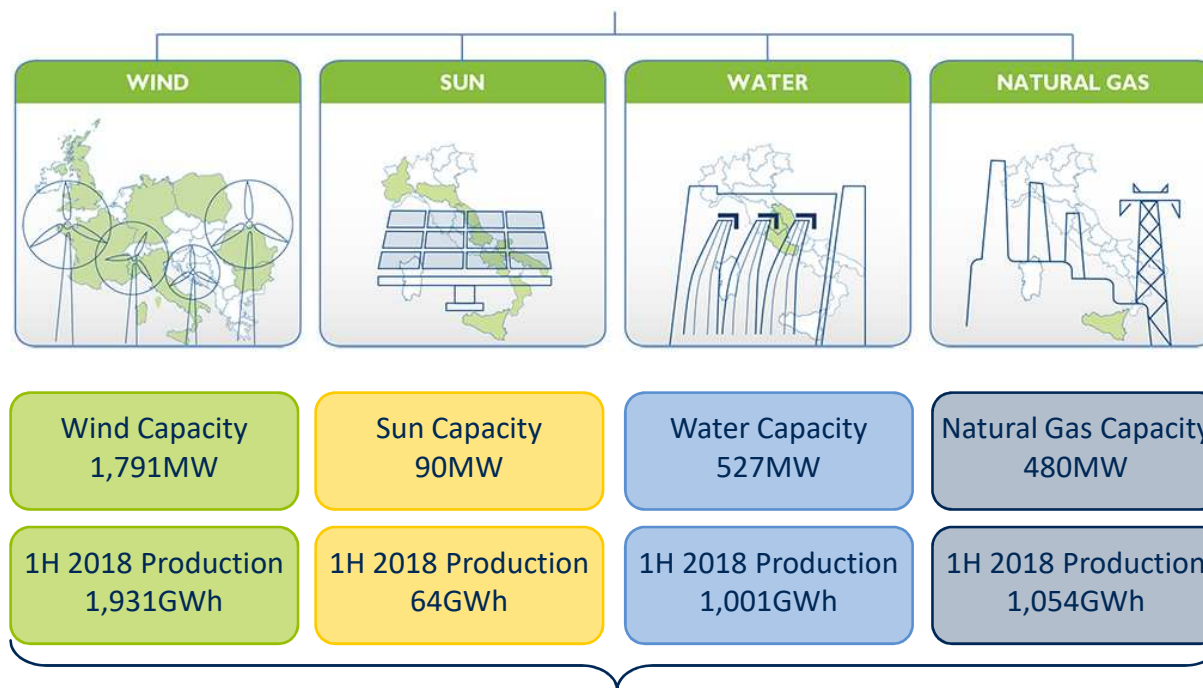 WIND
SUN
WATER
NATURAL GAS
Wind Capacity
1,791MW
Sun Capacity
90MW
Water Capacity
527MW
Natural Gas Capacity
480MW
1H 2018 Production
1,931GWh
1H 2018 Production
64GWh
1H 2018 Production
1,001GWh
1H 2018 Production
1,054GWh